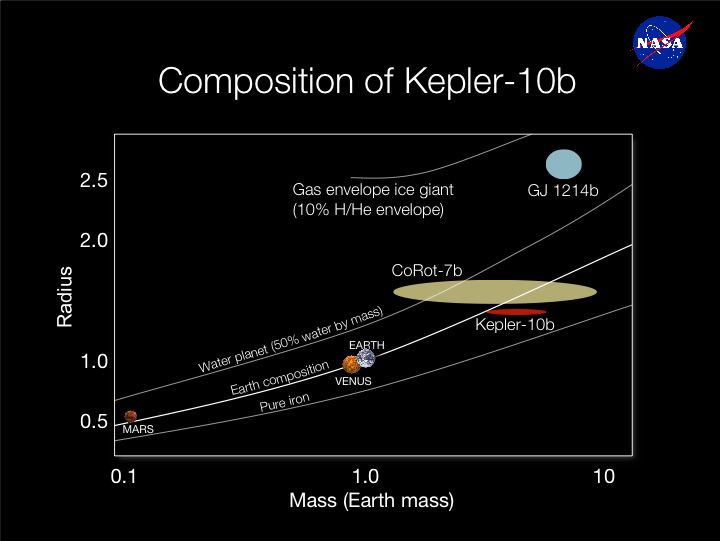 NASA
Composition of Kepler-10b
2.5
2.0
1.0
0.5
Radius
Gas envelope ice giant
(10% H/He envelope)
GJ 1214b
CoRot-7b
Kepler-10b
Water planet (50% water by mass)
EARTH
Earth composition
VENUS
Pure iron
MARS
0.1
1.0
10
Mass (Earth mass)